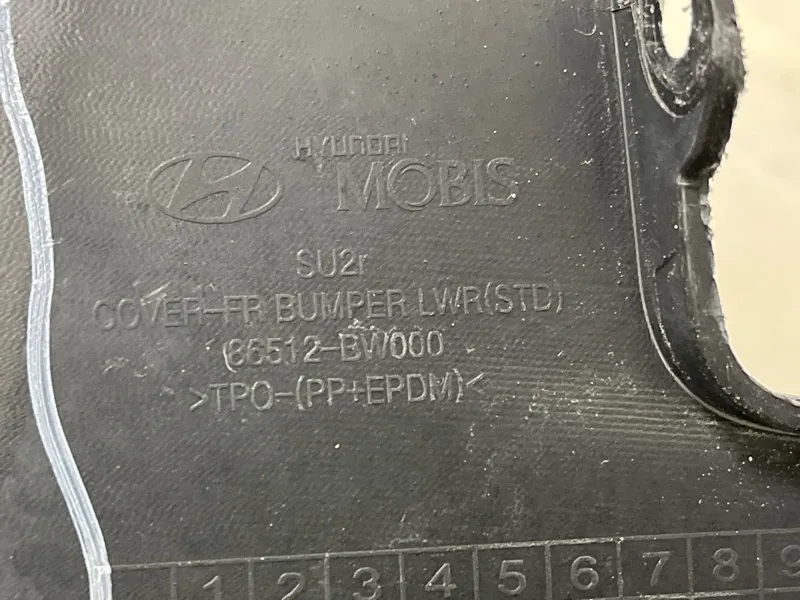 HYUNDAI
MOBIS
SU2r
COVER-FR BUMPER LWR(STD)
(86512-BW000
>TPO-(PP+EPDM)<
1 2 3 4 5 6 7 8 9